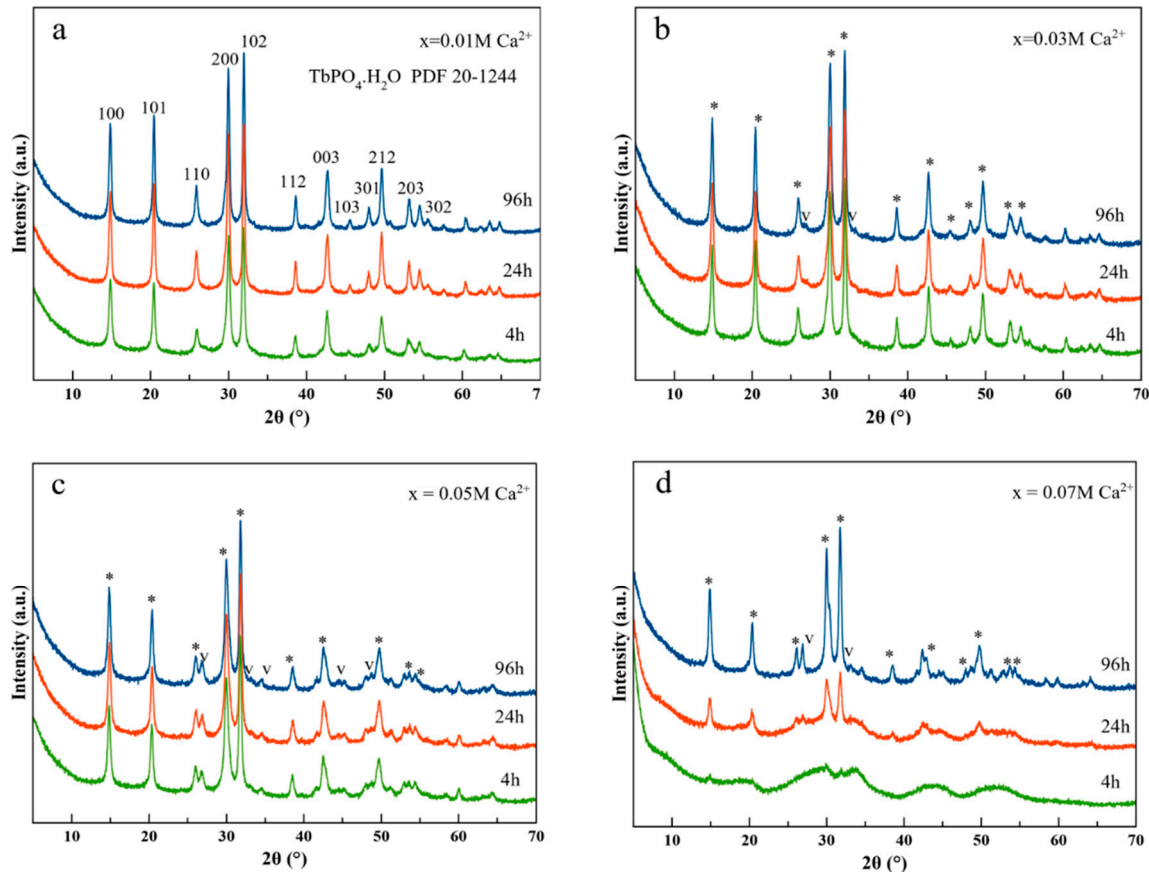 a
x=0.01M Ca²⁺
TbPO₄.H₂O PDF 20-1244
100
101
110
200
102
112
003
103
301
212
203
302
96h
24h
4h
Intensity (a.u.)
10 20 30 40 50 60 7
2θ (°)
b
x=0.03M Ca²⁺
* * * * * * * * * * * *
v v
96h
24h
4h
Intensity (a.u.)
10 20 30 40 50 60 70
2θ (°)
c
x = 0.05M Ca²⁺
* * * * * * * * * *
v v v v v
96h
24h
4h
Intensity (a.u.)
10 20 30 40 50 60 70
2θ (°)
d
x = 0.07M Ca²⁺
* * * * * * * * * * *
v v
96h
24h
4h
Intensity (a.u.)
10 20 30 40 50 60 70
2θ (°)